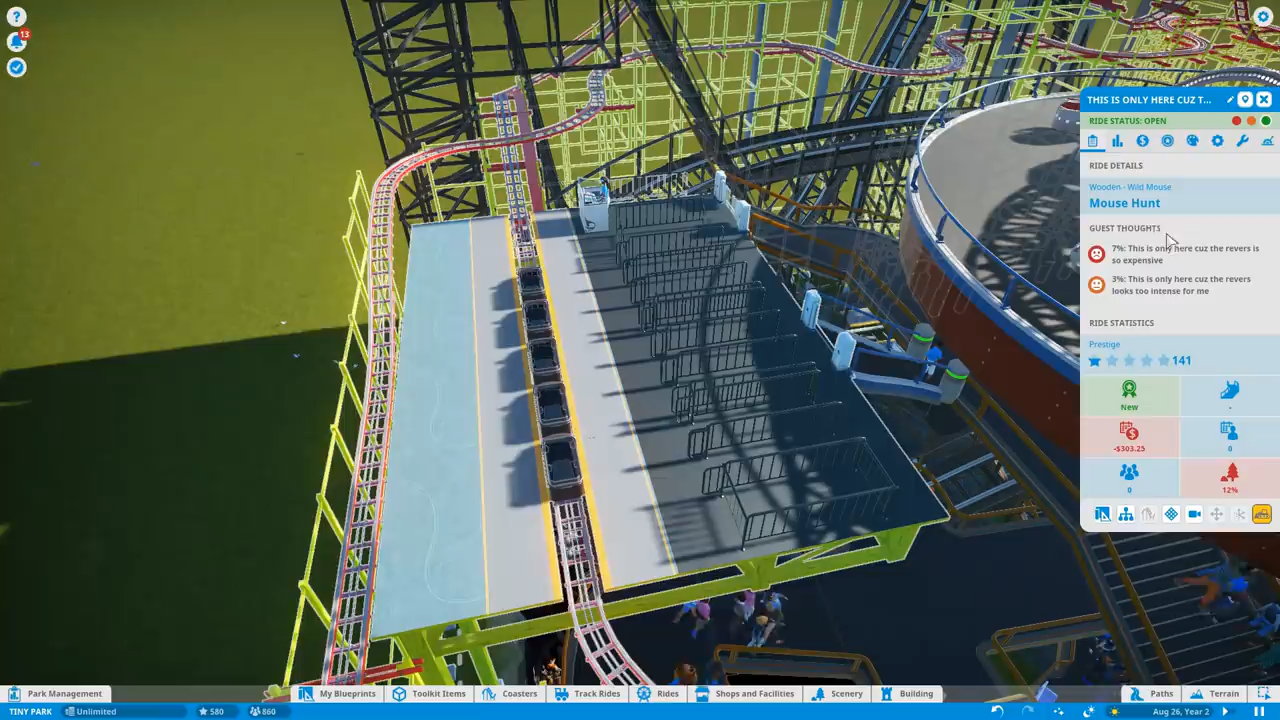 ?
13
THIS IS ONLY HERE CUZ T...
RIDE STATUS: OPEN
RIDE DETAILS
Wooden - Wild Mouse
Mouse Hunt
GUEST THOUGHTS
7%: This is only here cuz the revers is
so expensive
3%: This is only here cuz the revers
looks too intense for me
RIDE STATISTICS
Prestige
141
New
-
-$303.25
0
0
12%
Park Management
My Blueprints
Toolkit Items
Coasters
Track Rides
Rides
Shops and Facilities
Scenery
Building
Paths
Terrain
TINY PARK
Unlimited
580
860
Aug 26, Year 2